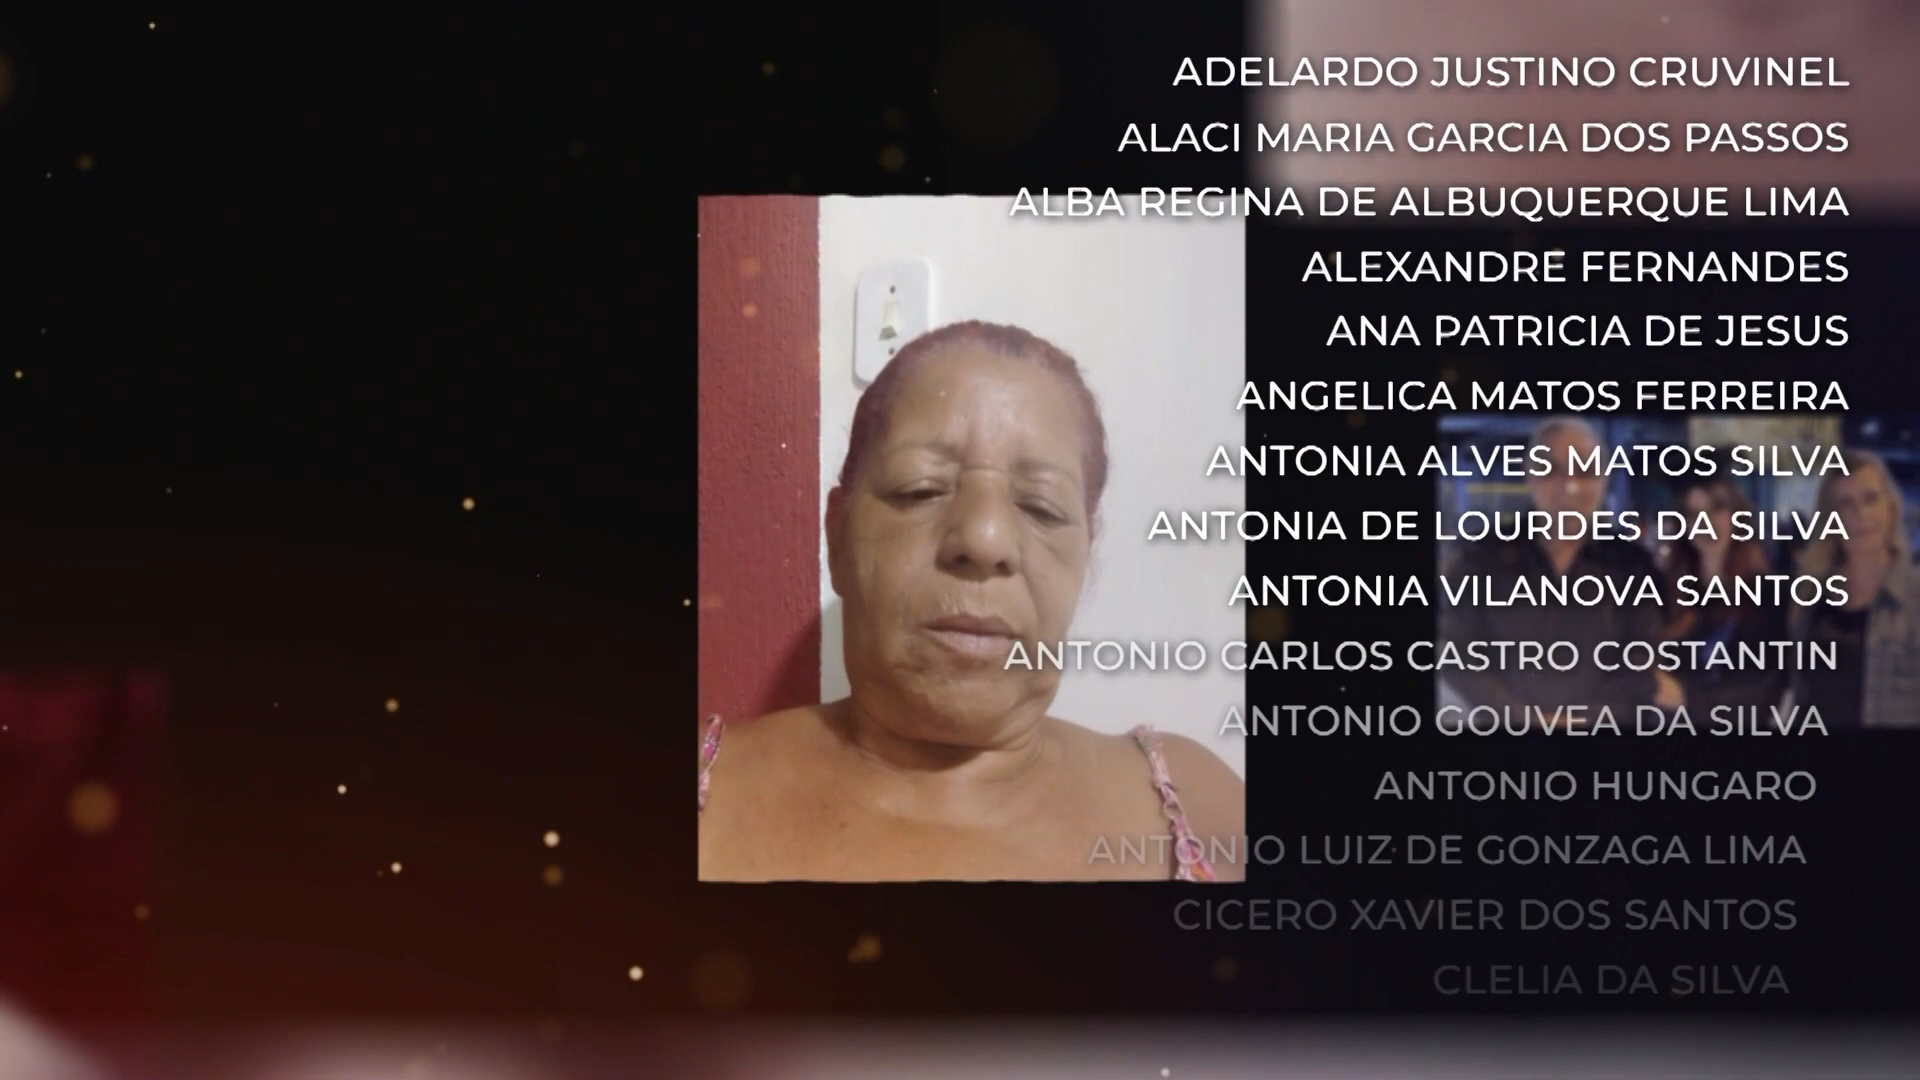 ADELARDO JUSTINO CRUVINEL
ALACI MARIA GARCIA DOS PASSOS
ALBA REGINA DE ALBUQUERQUE LIMA
ALEXANDRE FERNANDES
ANA PATRICIA DE JESUS
ANGELICA MATOS FERREIRA
ANTONIA ALVES MATOS SILVA
ANTONIA DE LOURDES DA SILVA
ANTONIA VILANOVA SANTOS
ANTONIO CARLOS CASTRO COSTANTIN
ANTONIO GOUVEA DA SILVA
ANTONIO HUNGARO
ANTONIO LUIZ DE GONZAGA LIMA
CICERO XAVIER DOS SANTOS
CLELIA DA SILVA